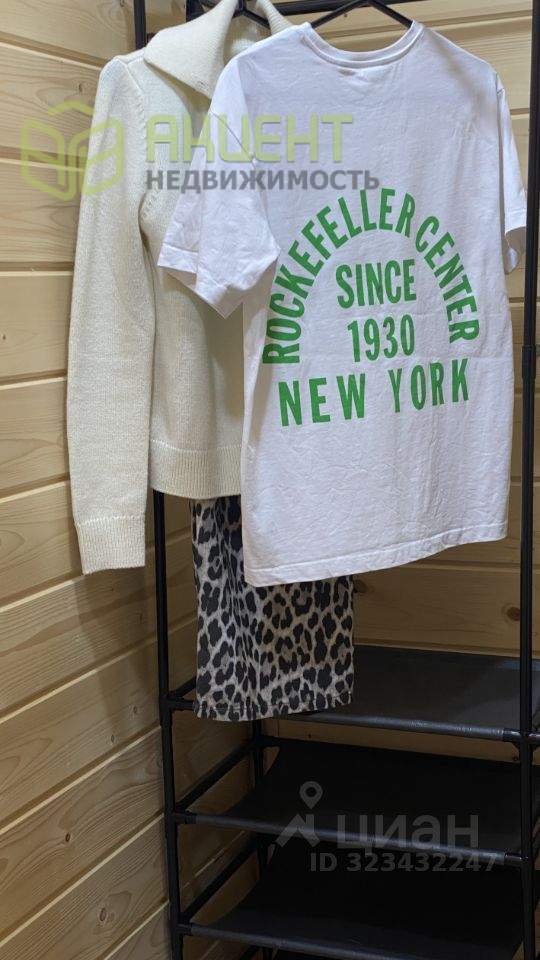 АКЦЕНТ
НЕДВИЖИМОСТЬ
ROCKEFELLER CENTER
SINCE
1930
NEW YORK
циан
ID 323432247